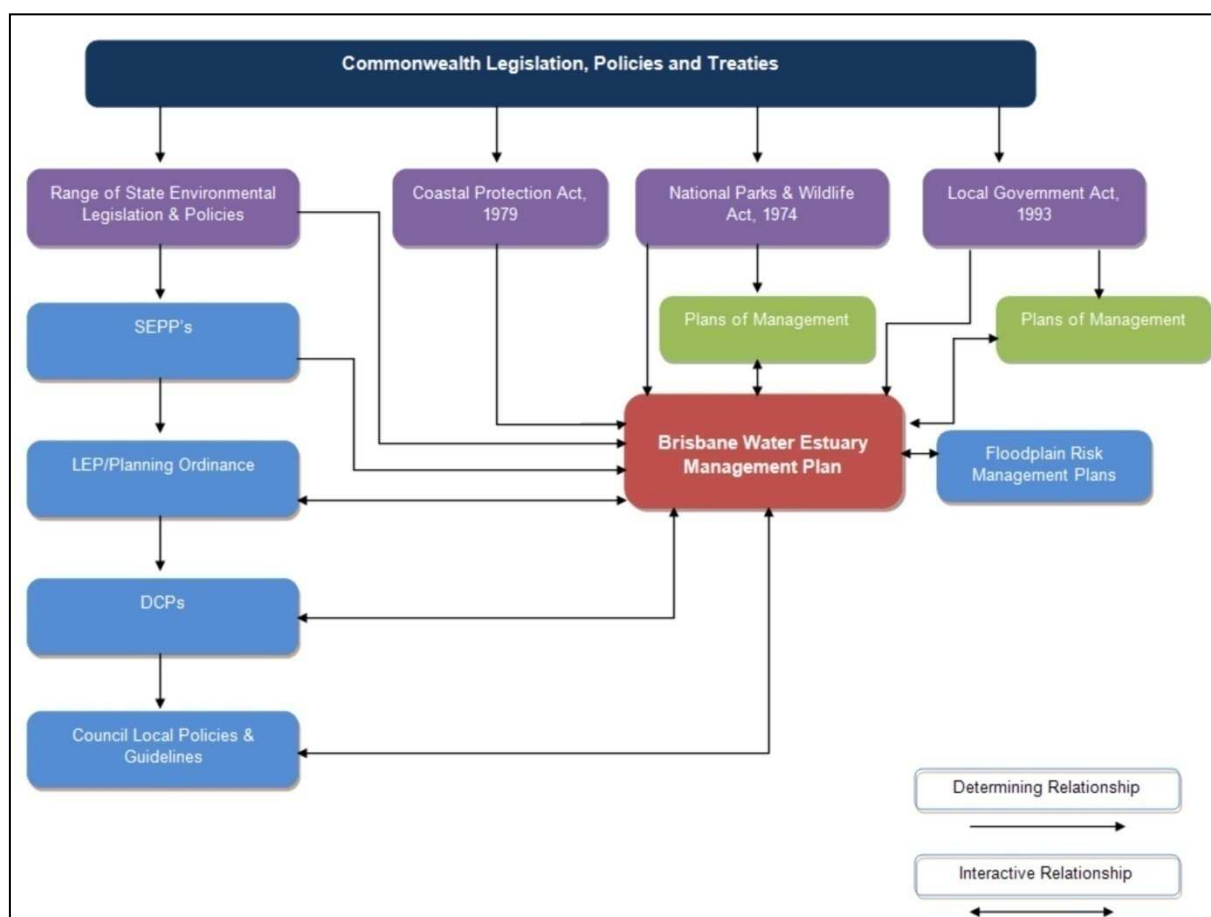 Commonwealth Legislation, Policies and Treaties
Range of State Environmental
Legislation & Policies
Coastal Protection Act,
1979
National Parks & Wildlife
Act, 1974
Local Government Act,
1993
SEPP's
Plans of Management
Plans of Management
LEP/Planning Ordinance
Brisbane Water Estuary
Management Plan
Floodplain Risk
Management Plans
DCPs
Council Local Policies &
Guidelines
Determining Relationship
Interactive Relationship